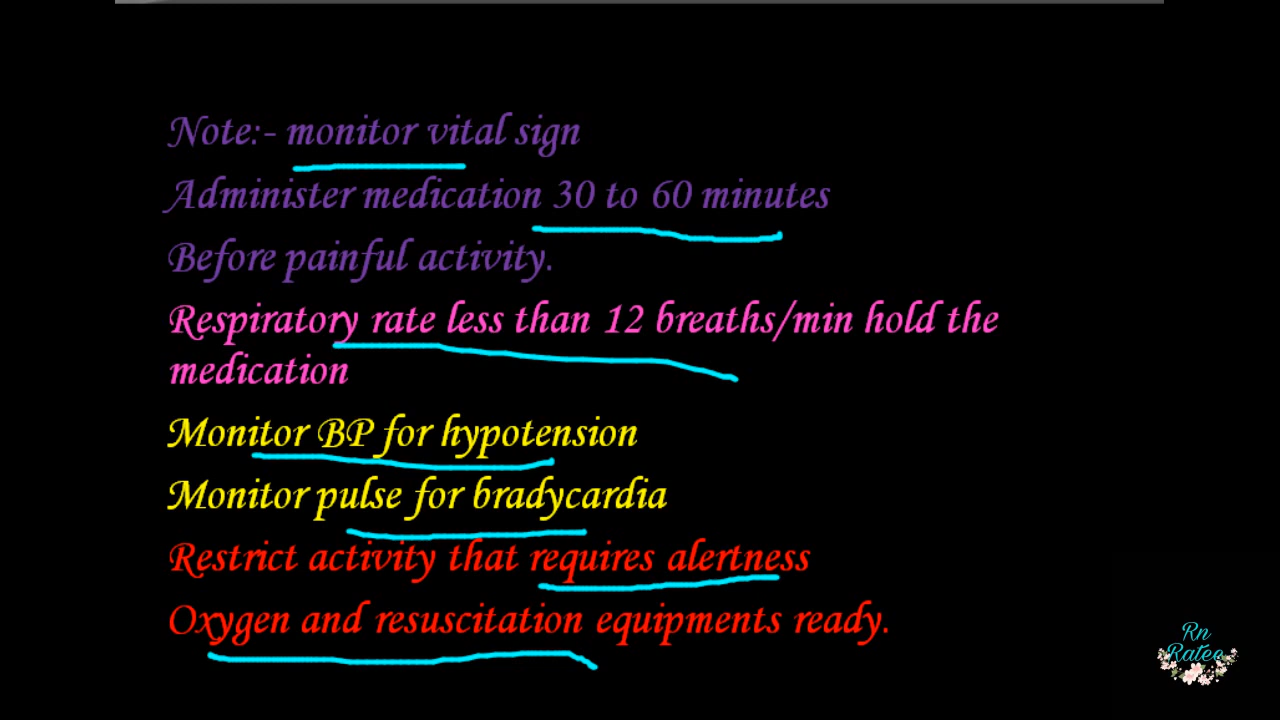 Note:- monitor vital sign
Administer medication 30 to 60 minutes
Before painful activity.
Respiratory rate less than 12 breaths/min hold the
medication
Monitor BP for hypotension
Monitor pulse for bradycardia
Restrict activity that requires alertness
Oxygen and resuscitation equipments ready.
Rn
Ratee